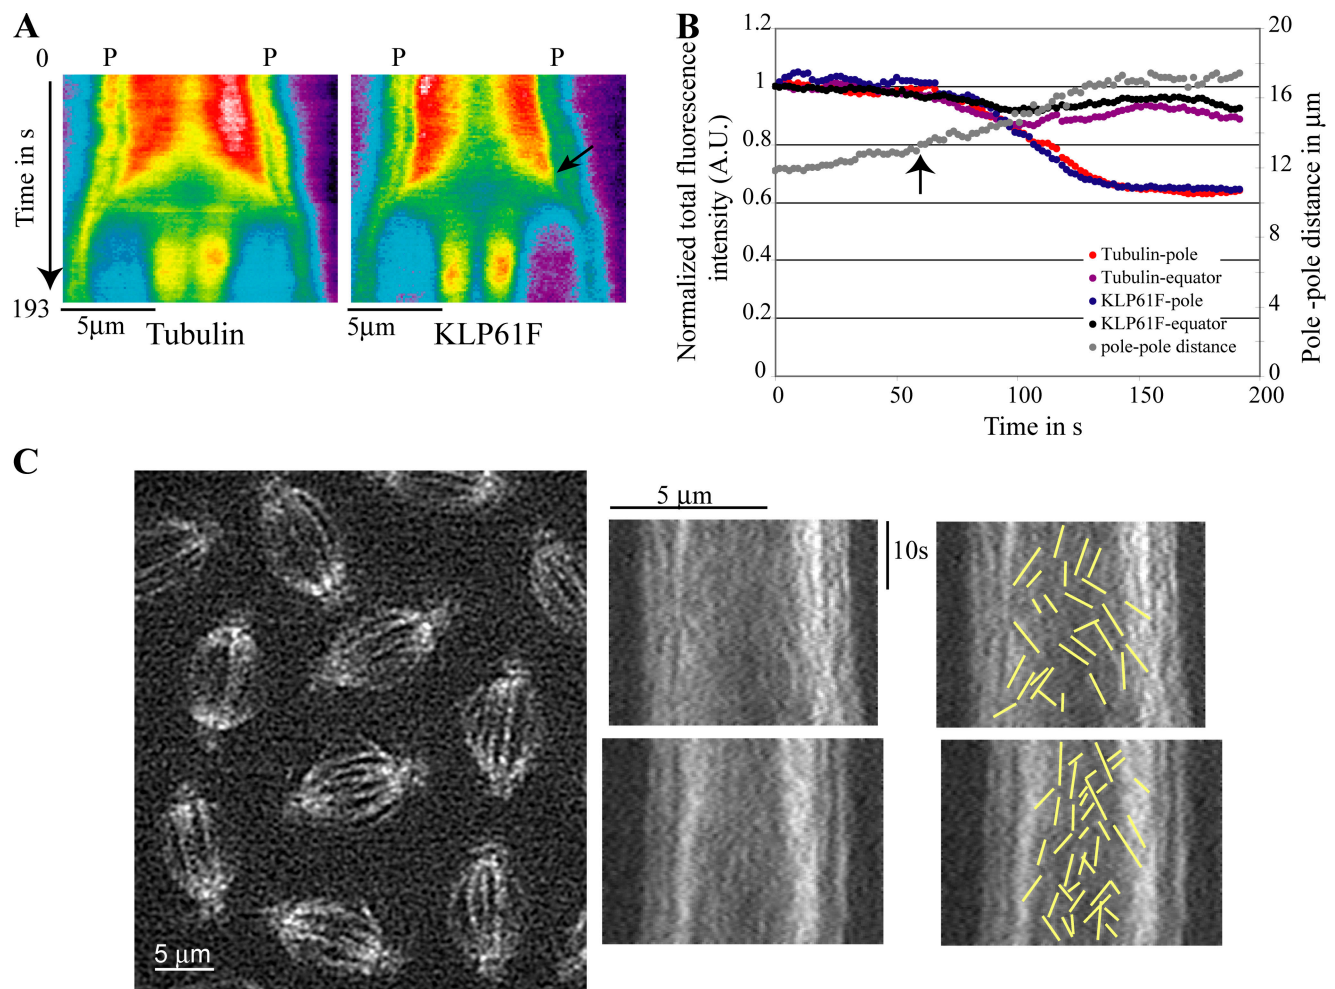 A
0
P
P
P
P
Time in s
193
5μm
Tubulin
5μm
KLP61F
B
Normalized total fluorescence
intensity (A.U.)
1.2
1
0.8
0.6
0.4
0.2
0
20
16
12
8
4
0
Pole -pole distance in μm
Tubulin-pole
Tubulin-equator
KLP61F-pole
KLP61F-equator
pole-pole distance
0
50
100
150
200
Time in s
C
5 μm
5 μm
10s